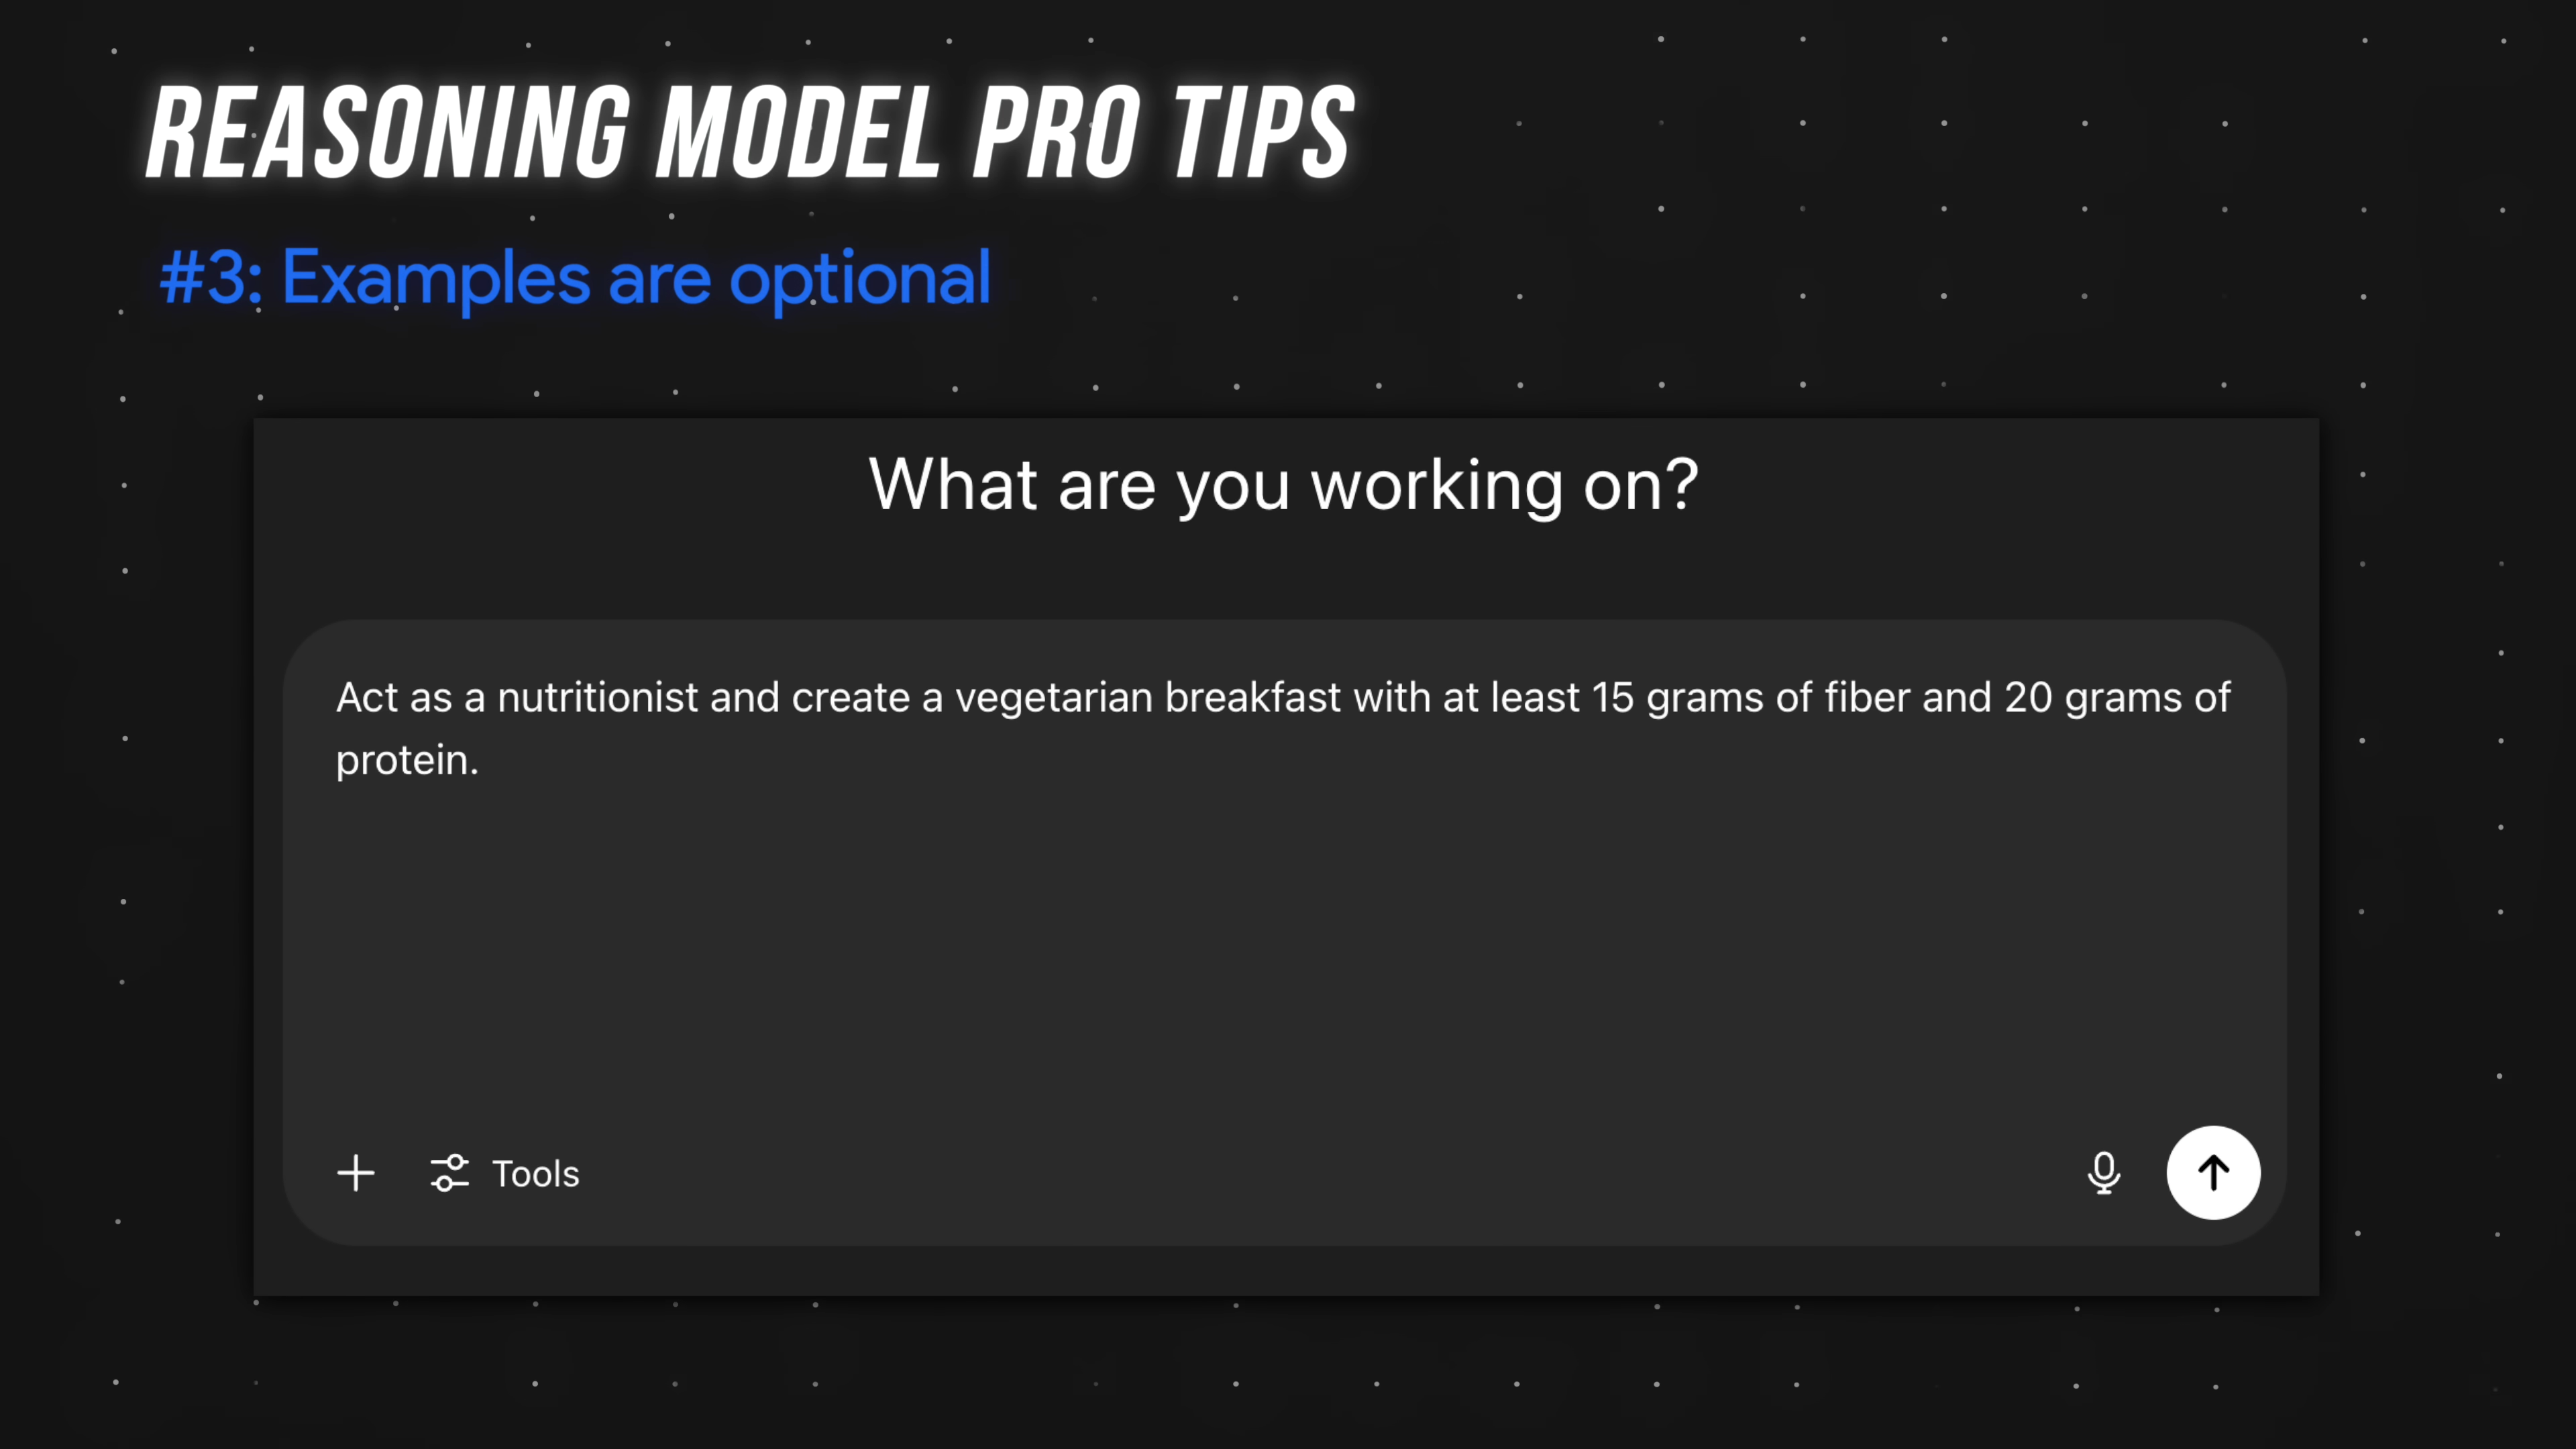 REASONING MODEL PRO TIPS
#3: Examples are optional
What are you working on?
Act as a nutritionist and create a vegetarian breakfast with at least 15 grams of fiber and 20 grams of
protein.
Tools